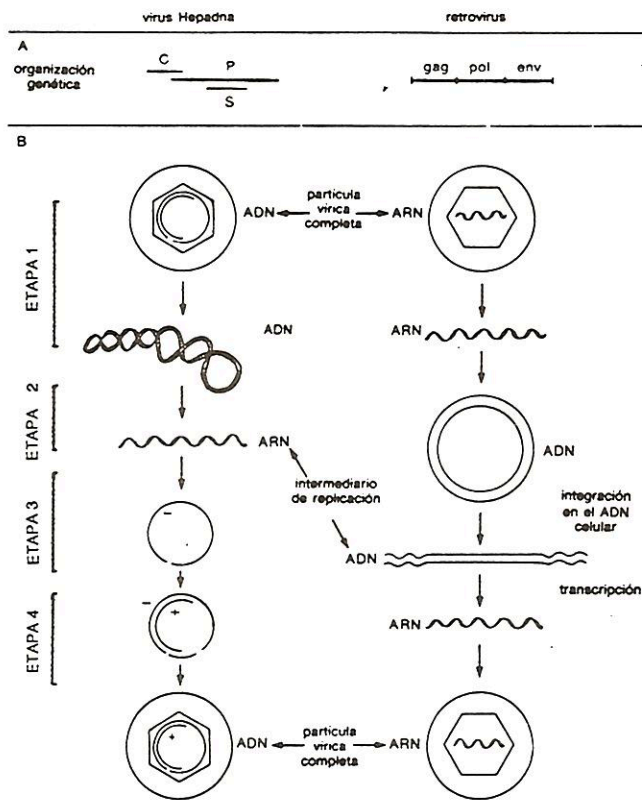 virus Hepadna retrovirus
A
organización genética
C P gag pol env
S
B
ETAPA 1
ADN partícula vírica completa ARN
ADN ARN
ETAPA 2
ARN ADN
intermediario de replicación
integración en el ADN celular
ETAPA 3
-
ADN
transcripción
ETAPA 4
- + ARN
+ ADN partícula vírica completa ARN